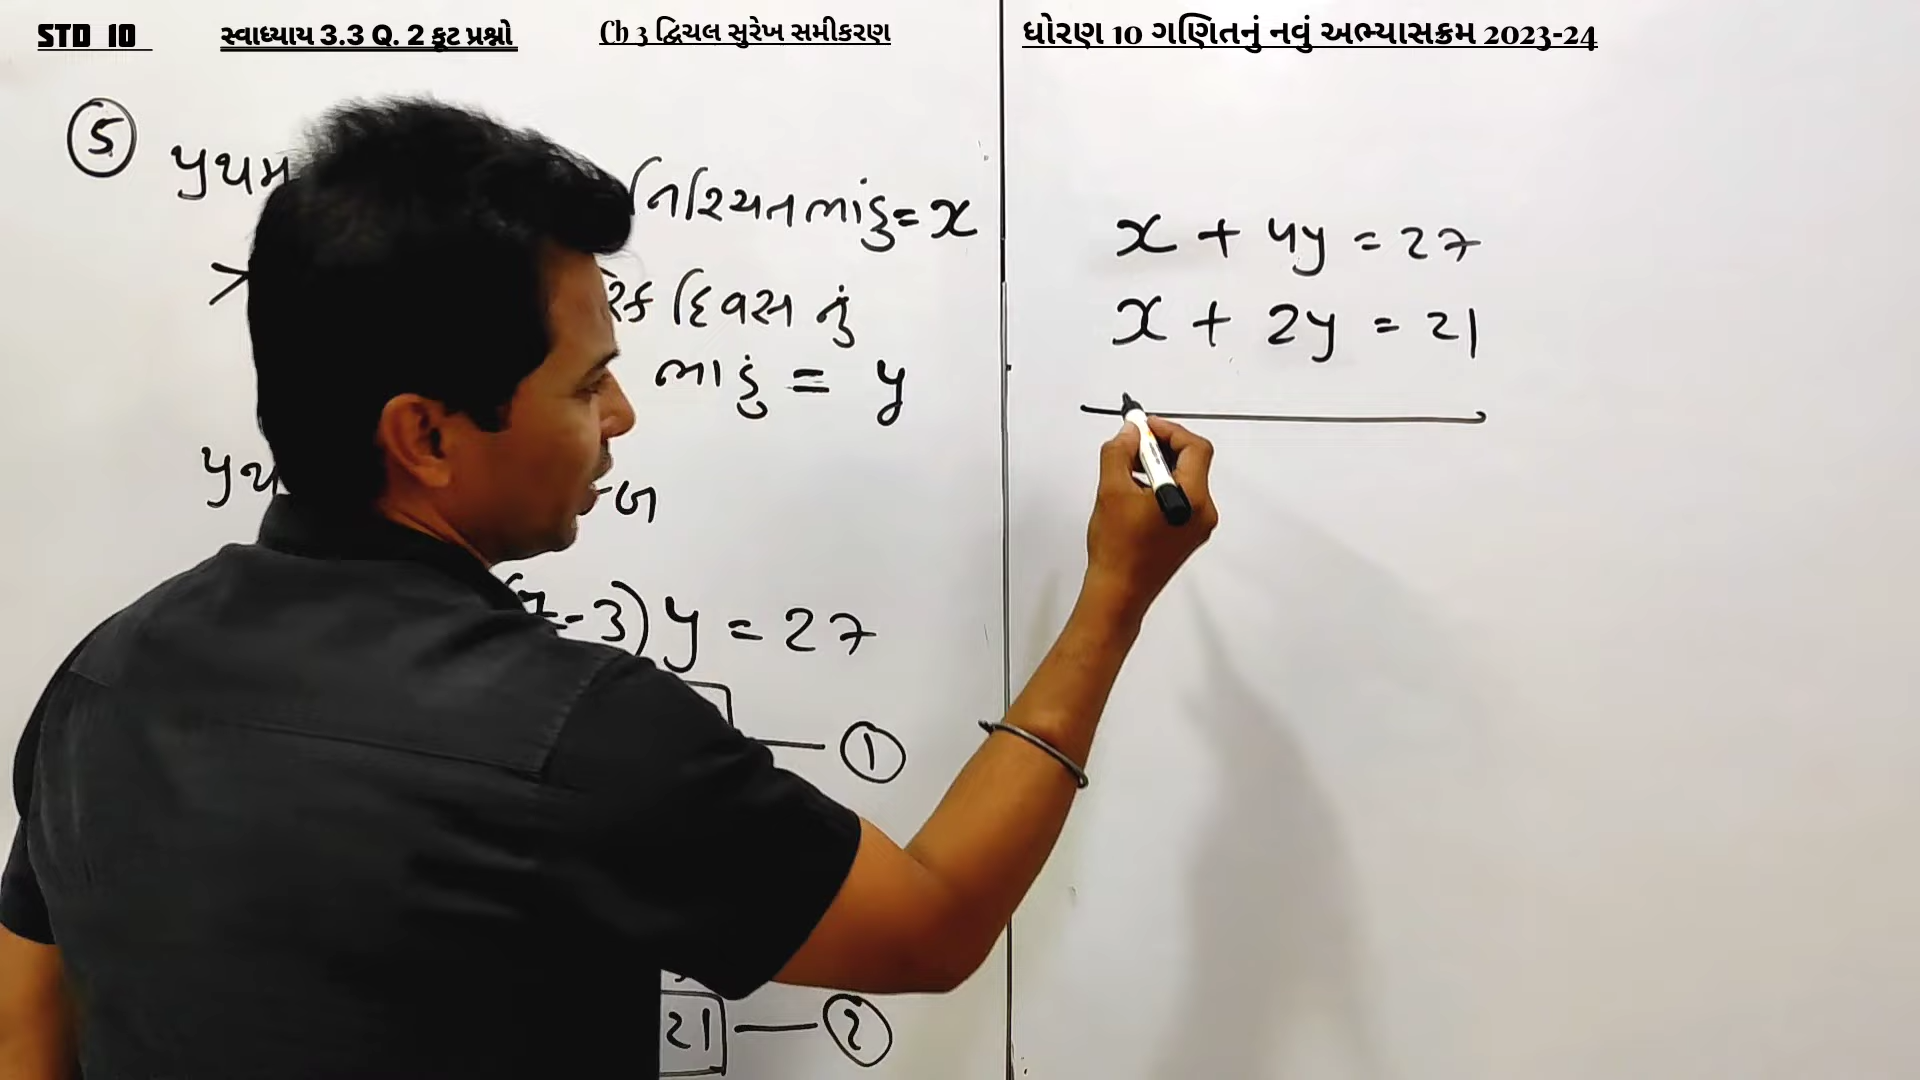 STD 10 સ્વાધ્યાય 3.3 Q. 2 કૂટ પ્રશ્નો Ch 3 દ્વિચલ સુરેખ સમીકરણ ધોરણ 10 ગણિતનું નવું અભ્યાસક્રમ 2023-24
5 પ્રથમ નિશ્ચિત ભાડુ = x
દિવસ નું
ભાડું = y
-3) y = 27
1
21 2
x + 4y = 27
x + 2y = 21